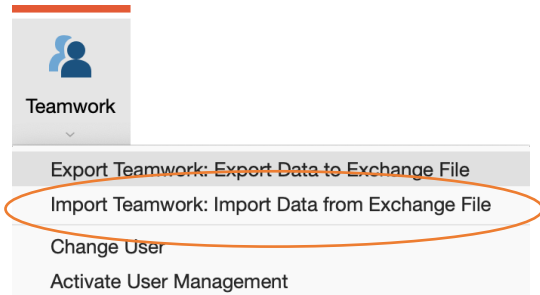 Teamwork
Export Teamwork: Export Data to Exchange File
Import Teamwork: Import Data from Exchange File
Change User
Activate User Management